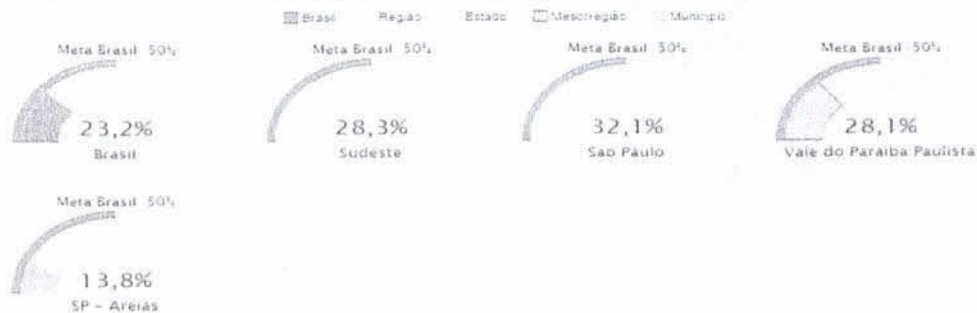 Brasil Região Estado Mesorregião Município
Meta Brasil 50% Meta Brasil 50% Meta Brasil 50% Meta Brasil 50%
23,2% 28,3% 32,1% 28,1%
Brasil Sudeste São Paulo Vale do Paraíba Paulista
Meta Brasil 50%
13,8%
SP - Areias